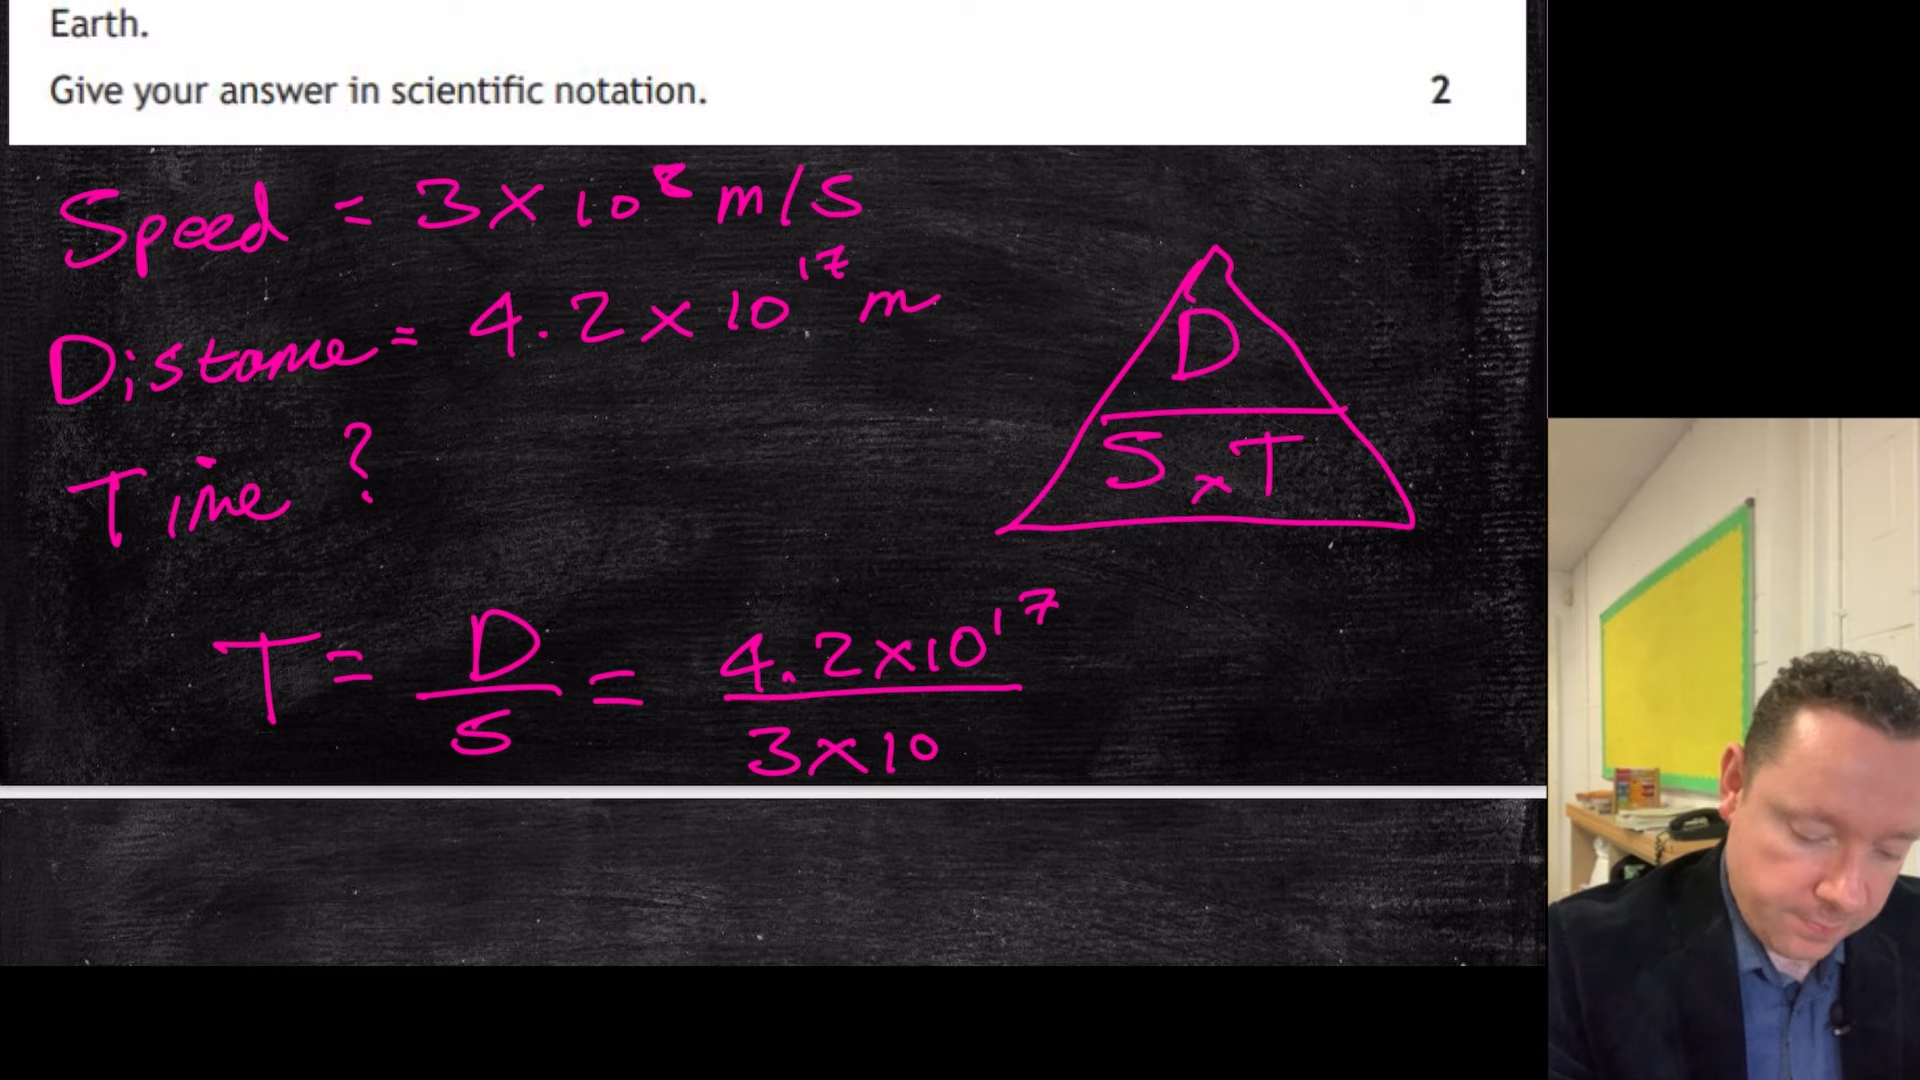 Earth.
Give your answer in scientific notation. 2
Speed = 3 × 10⁸ m/s
Distance = 4.2 × 10¹⁷ m
Time ?
D
S × T
T = D/S = 4.2×10¹⁷/3×10